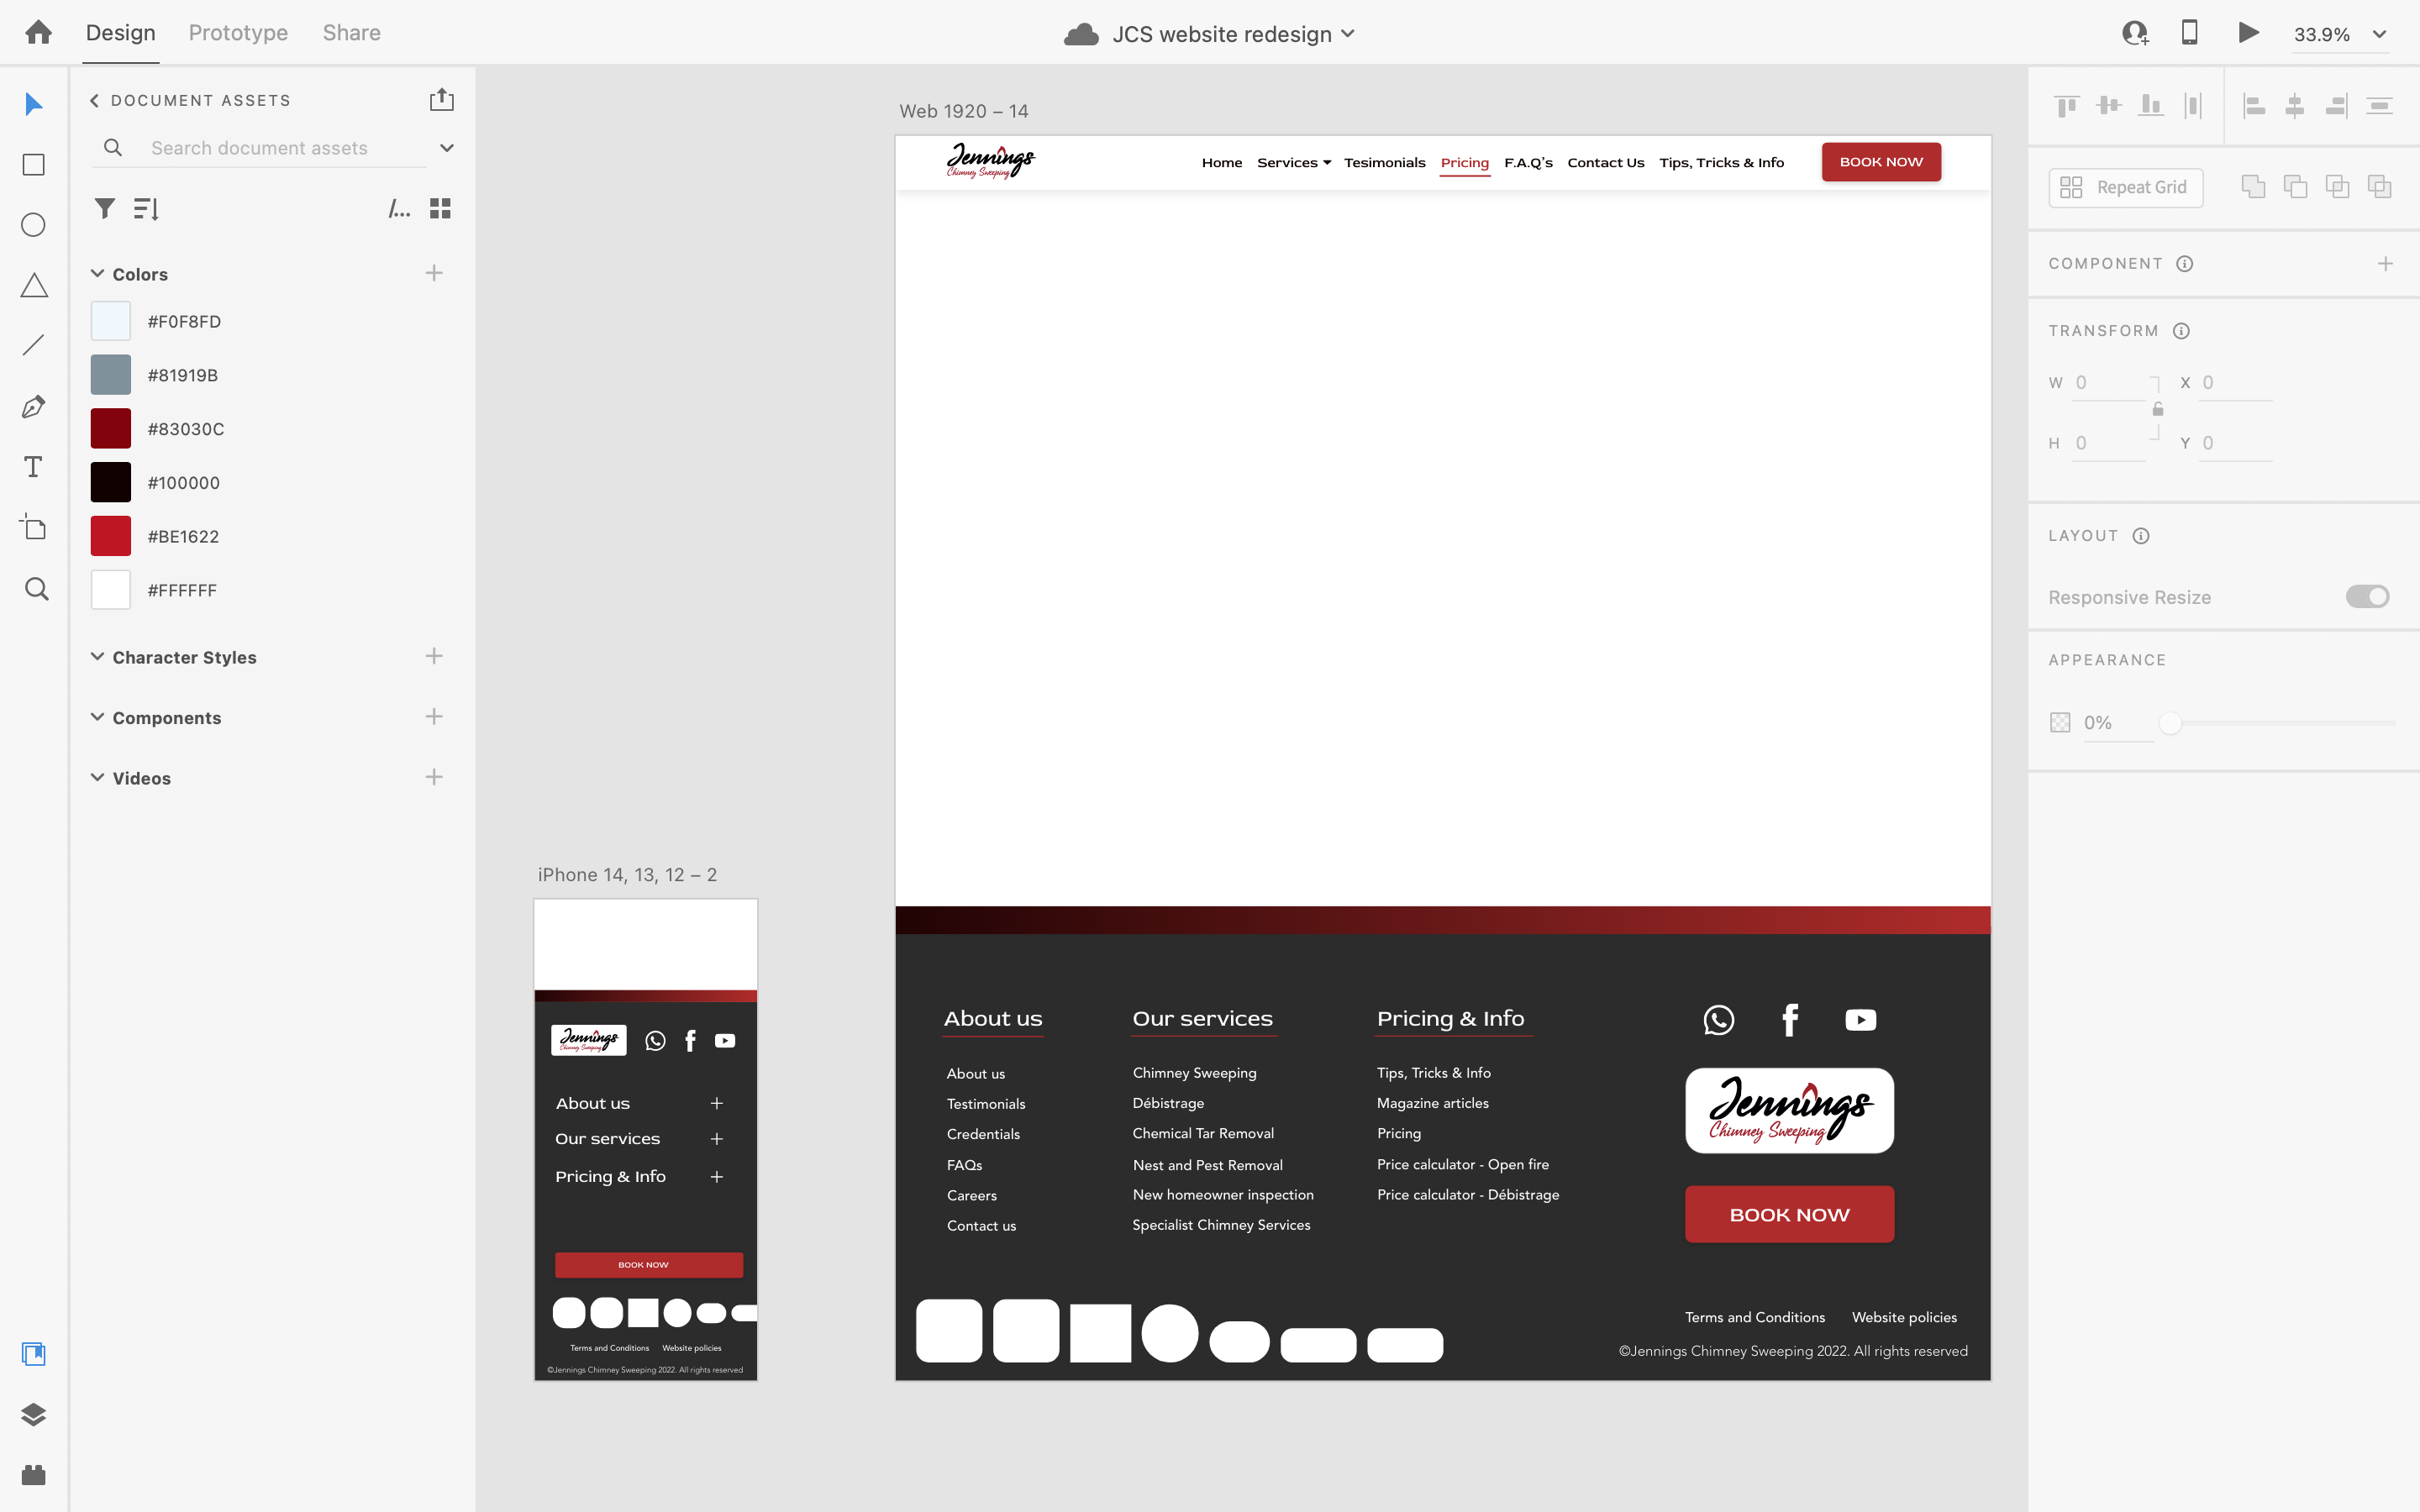 Design Prototype Share
JCS website redesign
33.9%
DOCUMENT ASSETS
Search document assets
/...
Colors
#F0F8FD
#81919B
#83030C
#100000
#BE1622
#FFFFFF
Character Styles
Components
Videos
Web 1920 – 14
Jennings
Chimney Sweeping
Home Services Tesimonials Pricing F.A.Q's Contact Us Tips, Tricks & Info BOOK NOW
About us
Our services
Pricing & Info
About us
Testimonials
Credentials
FAQs
Careers
Contact us
Chimney Sweeping
Débistrage
Chemical Tar Removal
Nest and Pest Removal
New homeowner inspection
Specialist Chimney Services
Tips, Tricks & Info
Magazine articles
Pricing
Price calculator - Open fire
Price calculator - Débistrage
Jennings
Chimney Sweeping
BOOK NOW
Terms and Conditions Website policies
©Jennings Chimney Sweeping 2022. All rights reserved
iPhone 14, 13, 12 – 2
Jennings
Chimney Sweeping
About us
Our services
Pricing & Info
BOOK NOW
Terms and Conditions Website policies
©Jennings Chimney Sweeping 2022. All rights reserved
Repeat Grid
COMPONENT
TRANSFORM
W 0 X 0
H 0 Y 0
LAYOUT
Responsive Resize
APPEARANCE
0%